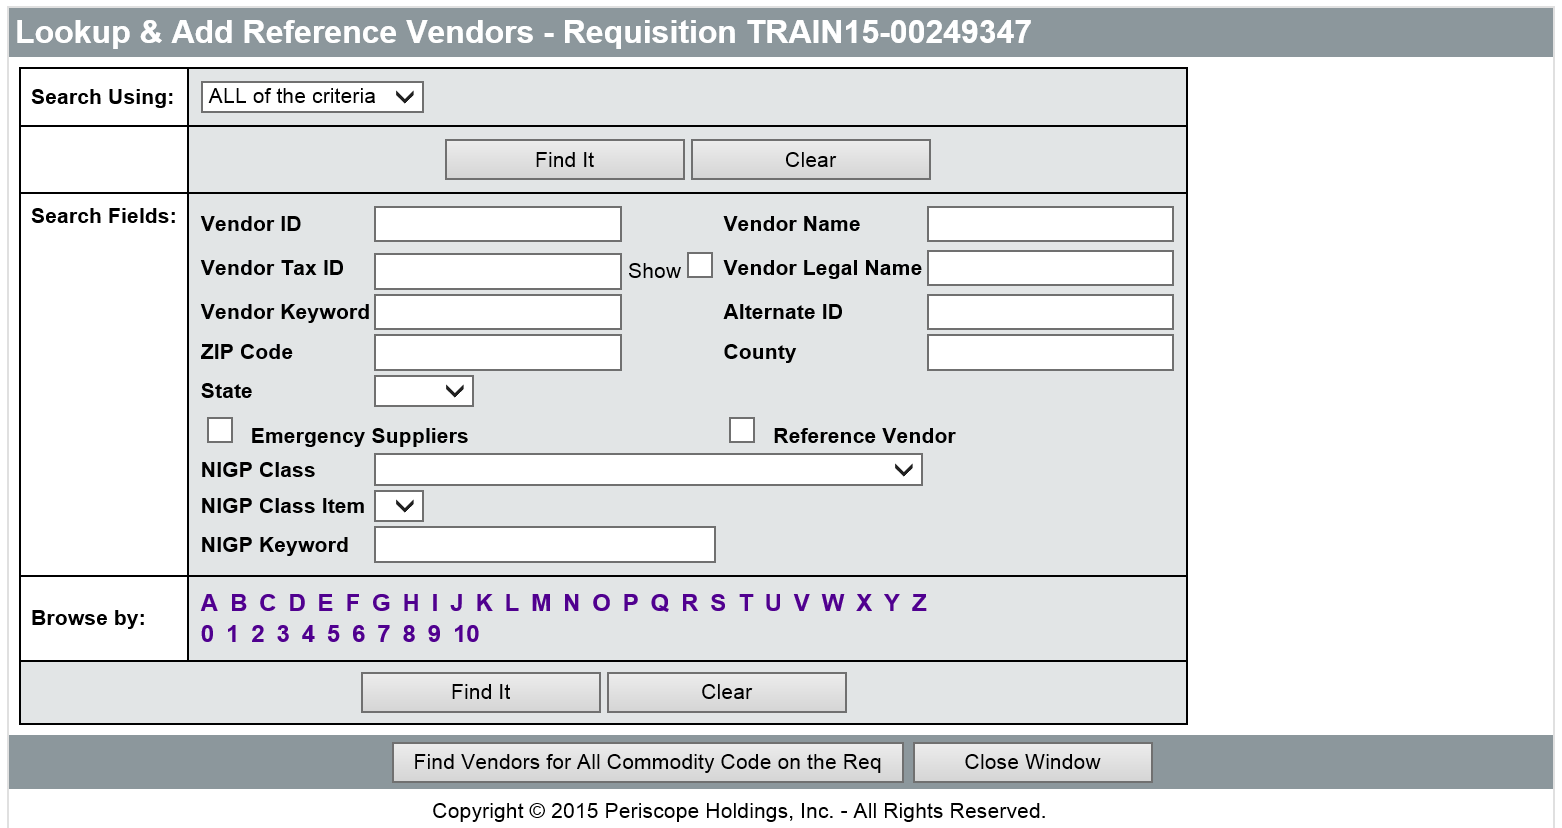 Lookup & Add Reference Vendors - Requisition TRAIN15-00249347
Search Using: ALL of the criteria
Find It Clear
Search Fields: Vendor ID Vendor Name
Vendor Tax ID Show Vendor Legal Name
Vendor Keyword Alternate ID
ZIP Code County
State
Emergency Suppliers Reference Vendor
NIGP Class
NIGP Class Item
NIGP Keyword
Browse by: A B C D E F G H I J K L M N O P Q R S T U V W X Y Z
0 1 2 3 4 5 6 7 8 9 10
Find It Clear
Find Vendors for All Commodity Code on the Req Close Window
Copyright © 2015 Periscope Holdings, Inc. - All Rights Reserved.